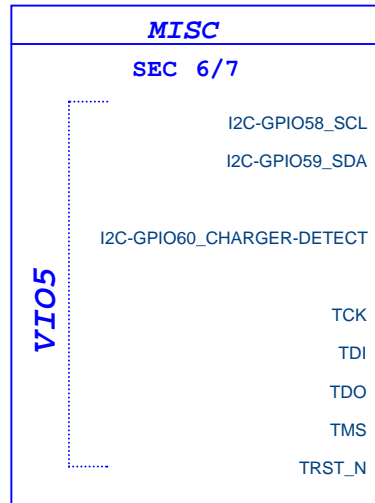 MISC
SEC 6/7
I2C-GPIO58_SCL
I2C-GPIO59_SDA
I2C-GPIO60_CHARGER-DETECT
VIO5
TCK
TDI
TDO
TMS
TRST_N